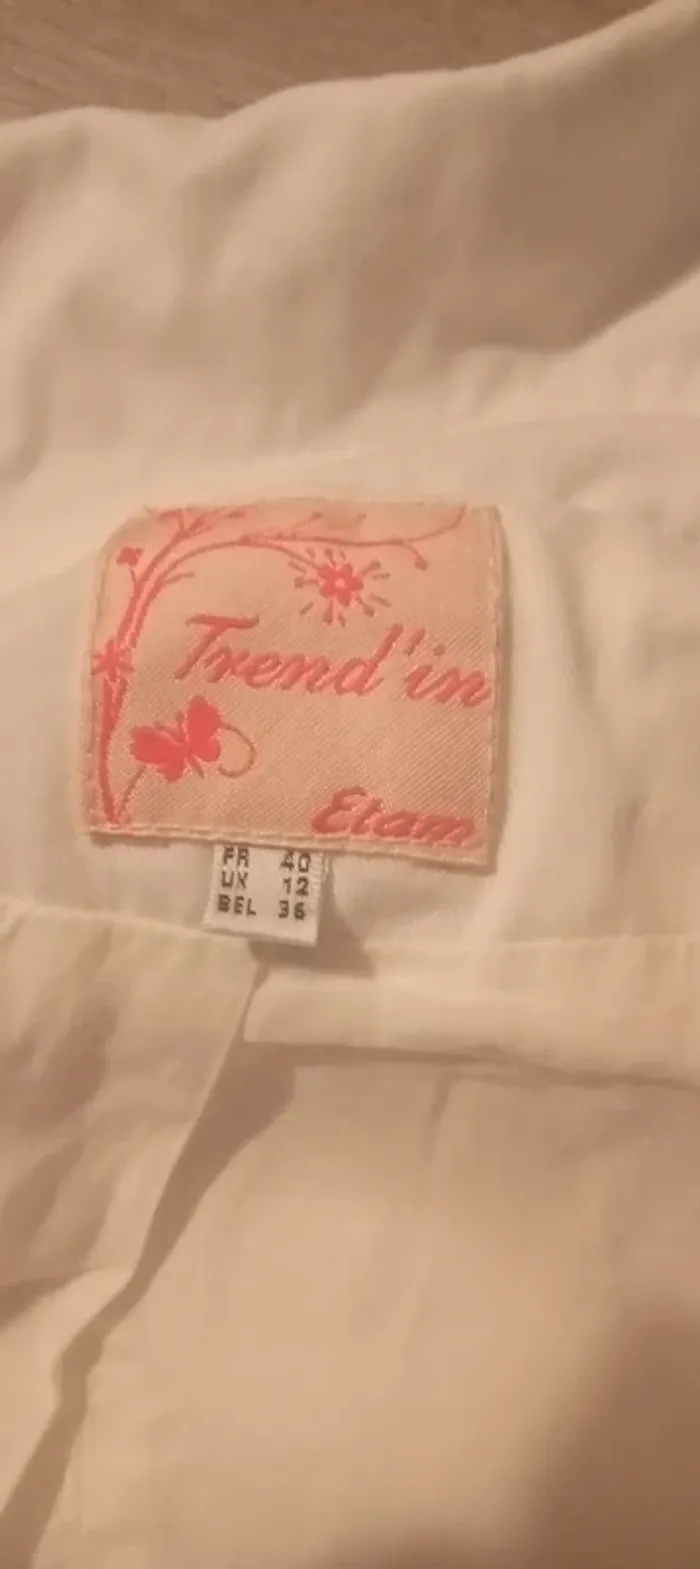 Trend'in
Etam
FR 40
UK 12
BEL 36